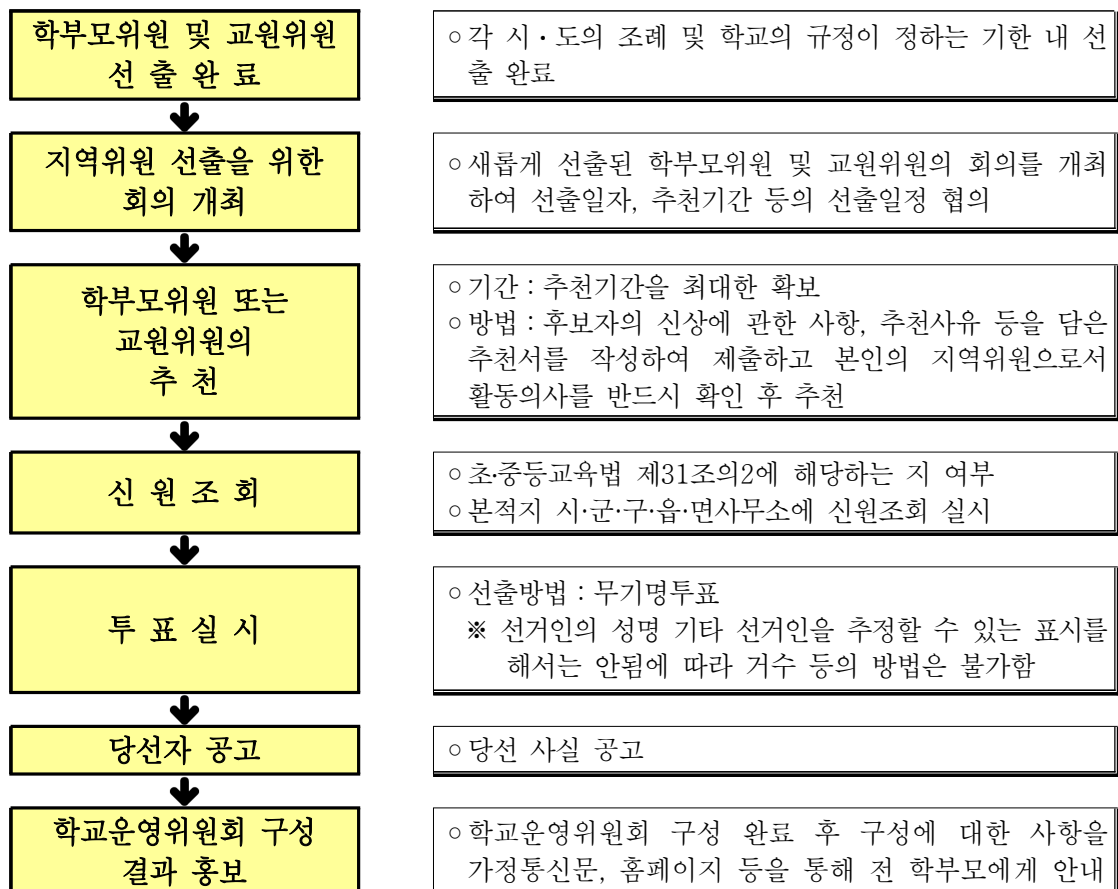 학부모위원 및 교원위원
선 출 완 료
○ 각 시·도의 조례 및 학교의 규정이 정하는 기한 내 선
출 완료
지역위원 선출을 위한
회의 개최
○ 새롭게 선출된 학부모위원 및 교원위원의 회의를 개최
하여 선출일자, 추천기간 등의 선출일정 협의
학부모위원 또는
교원위원의
추 천
○ 기간 : 추천기간을 최대한 확보
○ 방법 : 후보자의 신상에 관한 사항, 추천사유 등을 담은
추천서를 작성하여 제출하고 본인의 지역위원으로서
활동의사를 반드시 확인 후 추천
신 원 조 회
○ 초·중등교육법 제31조의2에 해당하는 지 여부
○ 본적지 시·군·구·읍·면사무소에 신원조회 실시
투 표 실 시
○ 선출방법 : 무기명투표
※ 선거인의 성명 기타 선거인을 추정할 수 있는 표시를
해서는 안됨에 따라 거수 등의 방법은 불가함
당선자 공고
○ 당선 사실 공고
학교운영위원회 구성
결과 홍보
○ 학교운영위원회 구성 완료 후 구성에 대한 사항을
가정통신문, 홈페이지 등을 통해 전 학부모에게 안내